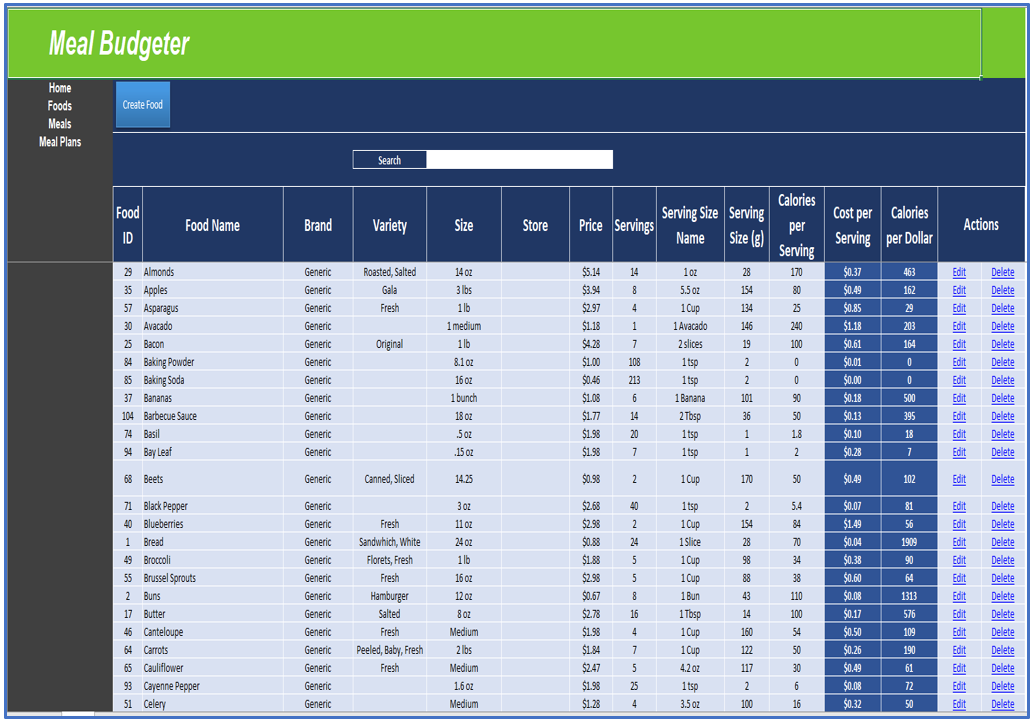 Meal Budgeter
Home
Foods
Meals
Meal Plans
Create Food
Search
Food ID Food Name Brand Variety Size Store Price Servings Serving Size Name Serving Size (g) Calories per Serving Cost per Serving Calories per Dollar Actions
29 Almonds Generic Roasted, Salted 14 oz $5.14 14 1 oz 28 170 $0.37 463 Edit Delete
35 Apples Generic Gala 3 lbs $3.94 8 5.5 oz 154 80 $0.49 162 Edit Delete
57 Asparagus Generic Fresh 1 lb $2.97 4 1 Cup 134 25 $0.85 29 Edit Delete
30 Avacado Generic 1 medium $1.18 1 1 Avacado 146 240 $1.18 203 Edit Delete
25 Bacon Generic Original 1 lb $4.28 7 2 slices 19 100 $0.61 164 Edit Delete
84 Baking Powder Generic 8.1 oz $1.00 108 1 tsp 2 0 $0.01 0 Edit Delete
85 Baking Soda Generic 16 oz $0.46 213 1 tsp 2 0 $0.00 0 Edit Delete
37 Bananas Generic 1 bunch $1.08 6 1 Banana 101 90 $0.18 500 Edit Delete
104 Barbecue Sauce Generic 18 oz $1.77 14 2 Tbsp 36 50 $0.13 395 Edit Delete
74 Basil Generic .5 oz $1.98 20 1 tsp 1 1.8 $0.10 18 Edit Delete
94 Bay Leaf Generic .15 oz $1.98 7 1 tsp 1 2 $0.28 7 Edit Delete
68 Beets Generic Canned, Sliced 14.25 $0.98 2 1 Cup 170 50 $0.49 102 Edit Delete
71 Black Pepper Generic 3 oz $2.68 40 1 tsp 2 5.4 $0.07 81 Edit Delete
40 Blueberries Generic Fresh 11 oz $2.98 2 1 Cup 154 84 $1.49 56 Edit Delete
1 Bread Generic Sandwhich, White 24 oz $0.88 24 1 Slice 28 70 $0.04 1909 Edit Delete
49 Broccoli Generic Florets, Fresh 1 lb $1.88 5 1 Cup 98 34 $0.38 90 Edit Delete
55 Brussel Sprouts Generic Fresh 16 oz $2.98 5 1 Cup 88 38 $0.60 64 Edit Delete
2 Buns Generic Hamburger 12 oz $0.67 8 1 Bun 43 110 $0.08 1313 Edit Delete
17 Butter Generic Salted 8 oz $2.78 16 1 Tbsp 14 100 $0.17 576 Edit Delete
46 Canteloupe Generic Fresh Medium $1.98 4 1 Cup 160 54 $0.50 109 Edit Delete
64 Carrots Generic Peeled, Baby, Fresh 2 lbs $1.84 7 1 Cup 122 50 $0.26 190 Edit Delete
65 Cauliflower Generic Fresh Medium $2.47 5 4.2 oz 117 30 $0.49 61 Edit Delete
93 Cayenne Pepper Generic 1.6 oz $1.98 25 1 tsp 2 6 $0.08 72 Edit Delete
51 Celery Generic Medium $1.28 4 3.5 oz 100 16 $0.32 50 Edit Delete